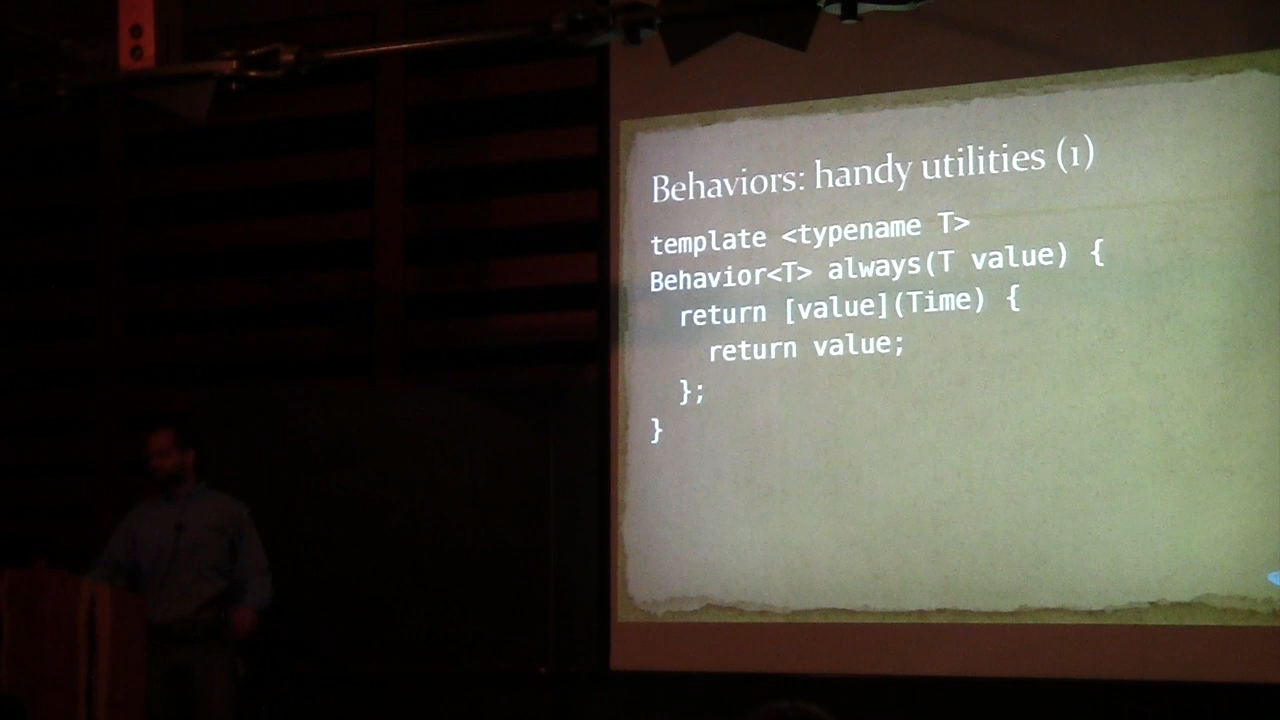 Behaviors: handy utilities (1)
template <typename T>
Behavior<T> always(T value) {
  return [value](Time) {
    return value;
  };
}